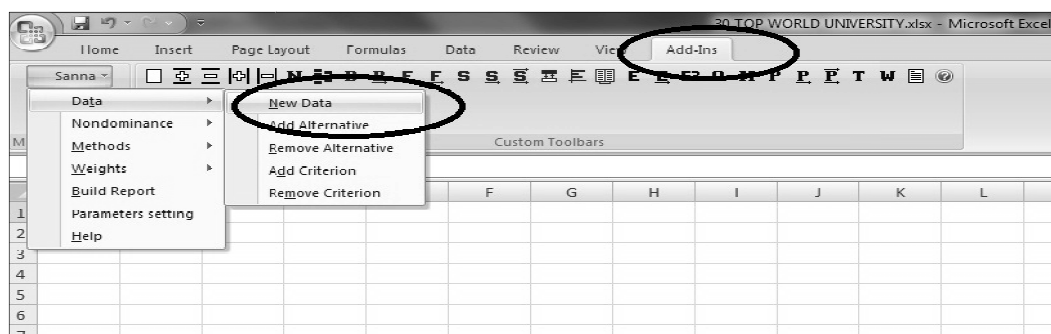 30 TOP WORLD UNIVERSITY.xlsx - Microsoft Excel
Home Insert Page Layout Formulas Data Review View Add-Ins
Sanna
Data
New Data
Nondominance
Add Alternative
Methods
Remove Alternative
Custom Toolbars
Weights
Add Criterion
Build Report
Remove Criterion
F G H I J K L
Parameters setting
Help
1
2
3
4
5
6